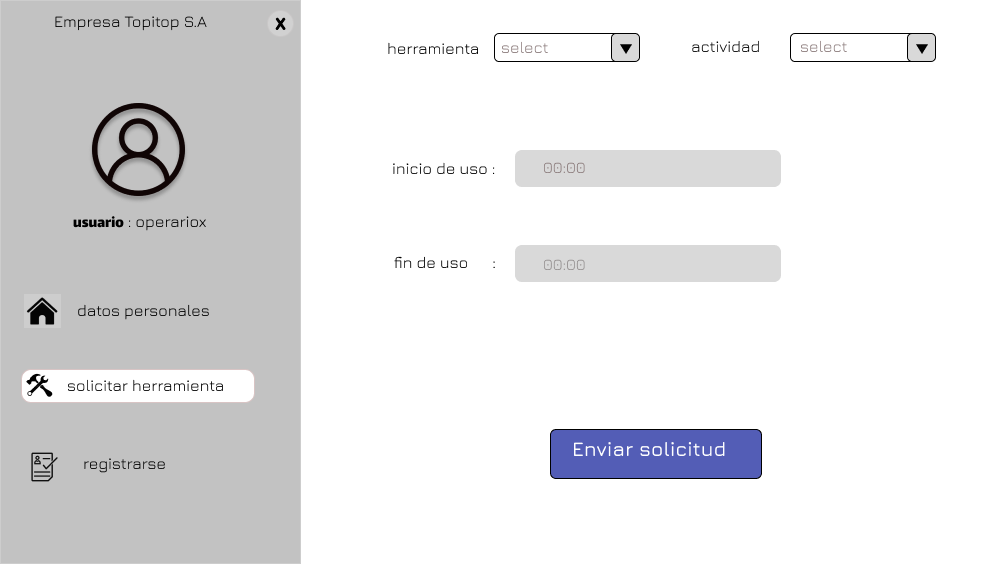 Empresa Topitop S.A
X
usuario : operariox
datos personales
solicitar herramienta
registrarse
herramienta select
actividad select
inicio de uso : 00:00
fin de uso : 00:00
Enviar solicitud